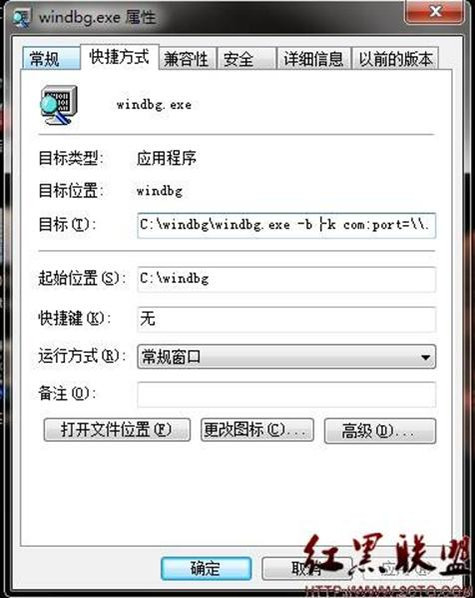 windbg.exe 属性
常规 快捷方式 兼容性 安全 详细信息 以前的版本
windbg.exe
目标类型: 应用程序
目标位置: windbg
目标(T): C:\windbg\windbg.exe -b -k com:port=\\.
起始位置(S): C:\windbg
快捷键(K): 无
运行方式(R): 常规窗口
备注(O):
打开文件位置(F) 更改图标(C)... 高级(D)...
确定 取消
红黑联盟